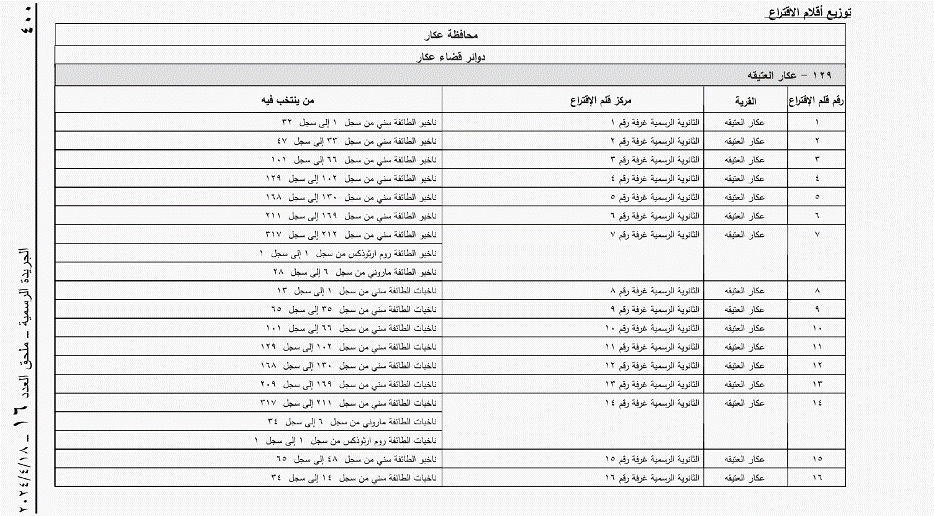 توزيع أقلام الاقتراع
محافظة عكار
دوائر قضاء عكار
١٢٩ - عكار العتيقه
رقم قلم الإقتراع القرية مركز قلم الإقتراع من ينتخب فيه
١ عكار العتيقه الثانوية الرسمية غرفة رقم ١ ناخبو الطائفة سني من سجل ١ إلى سجل ٣٢
٢ عكار العتيقه الثانوية الرسمية غرفة رقم ٢ ناخبو الطائفة سني من سجل ٣٣ إلى سجل ٤٧
٣ عكار العتيقه الثانوية الرسمية غرفة رقم ٣ ناخبو الطائفة سني من سجل ٦٦ إلى سجل ١٠١
٤ عكار العتيقه الثانوية الرسمية غرفة رقم ٤ ناخبو الطائفة سني من سجل ١٠٢ إلى سجل ١٢٩
٥ عكار العتيقه الثانوية الرسمية غرفة رقم ٥ ناخبو الطائفة سني من سجل ١٣٠ إلى سجل ١٦٨
٦ عكار العتيقه الثانوية الرسمية غرفة رقم ٦ ناخبو الطائفة سني من سجل ١٦٩ إلى سجل ٢١١
٧ عكار العتيقه الثانوية الرسمية غرفة رقم ٧ ناخبو الطائفة سني من سجل ٢١٢ إلى سجل ٣١٧
ناخبو الطائفة روم ارثوذكس من سجل ١ إلى سجل ١
ناخبو الطائفة ماروني من سجل ٦ إلى سجل ٢٨
٨ عكار العتيقه الثانوية الرسمية غرفة رقم ٨ ناخبات الطائفة سني من سجل ١ إلى سجل ١٣
٩ عكار العتيقه الثانوية الرسمية غرفة رقم ٩ ناخبات الطائفة سني من سجل ٣٥ إلى سجل ٦٥
١٠ عكار العتيقه الثانوية الرسمية غرفة رقم ١٠ ناخبات الطائفة سني من سجل ٦٦ إلى سجل ١٠١
١١ عكار العتيقه الثانوية الرسمية غرفة رقم ١١ ناخبات الطائفة سني من سجل ١٠٢ إلى سجل ١٢٩
١٢ عكار العتيقه الثانوية الرسمية غرفة رقم ١٢ ناخبات الطائفة سني من سجل ١٣٠ إلى سجل ١٦٨
١٣ عكار العتيقه الثانوية الرسمية غرفة رقم ١٣ ناخبات الطائفة سني من سجل ١٦٩ إلى سجل ٢٠٩
١٤ عكار العتيقه الثانوية الرسمية غرفة رقم ١٤ ناخبات الطائفة سني من سجل ٢١١ إلى سجل ٣١٧
ناخبات الطائفة ماروني من سجل ٦ إلى سجل ٣٤
ناخبات الطائفة روم ارثوذكس من سجل ١ إلى سجل ١
١٥ عكار العتيقه الثانوية الرسمية غرفة رقم ١٥ ناخبو الطائفة سني من سجل ٤٨ إلى سجل ٦٥
١٦ عكار العتيقه الثانوية الرسمية غرفة رقم ١٦ ناخبات الطائفة سني من سجل ١٤ إلى سجل ٣٤
٤٠٠
الجريدة الرسمية - ملحق العدد ١٦ - ٢٠٢٤/٤/١٨